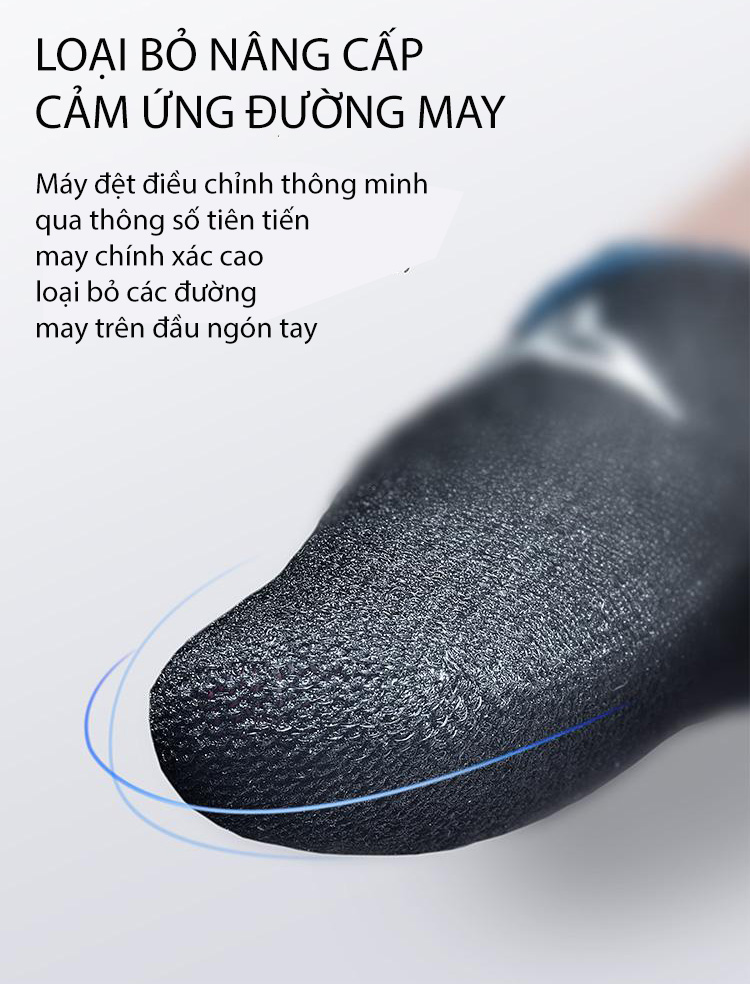 LOẠI BỎ NÂNG CẤP
CẢM ỨNG ĐƯỜNG MAY
Máy đệt điều chỉnh thông minh
qua thông số tiên tiến
may chính xác cao
loại bỏ các đường
may trên đầu ngón tay